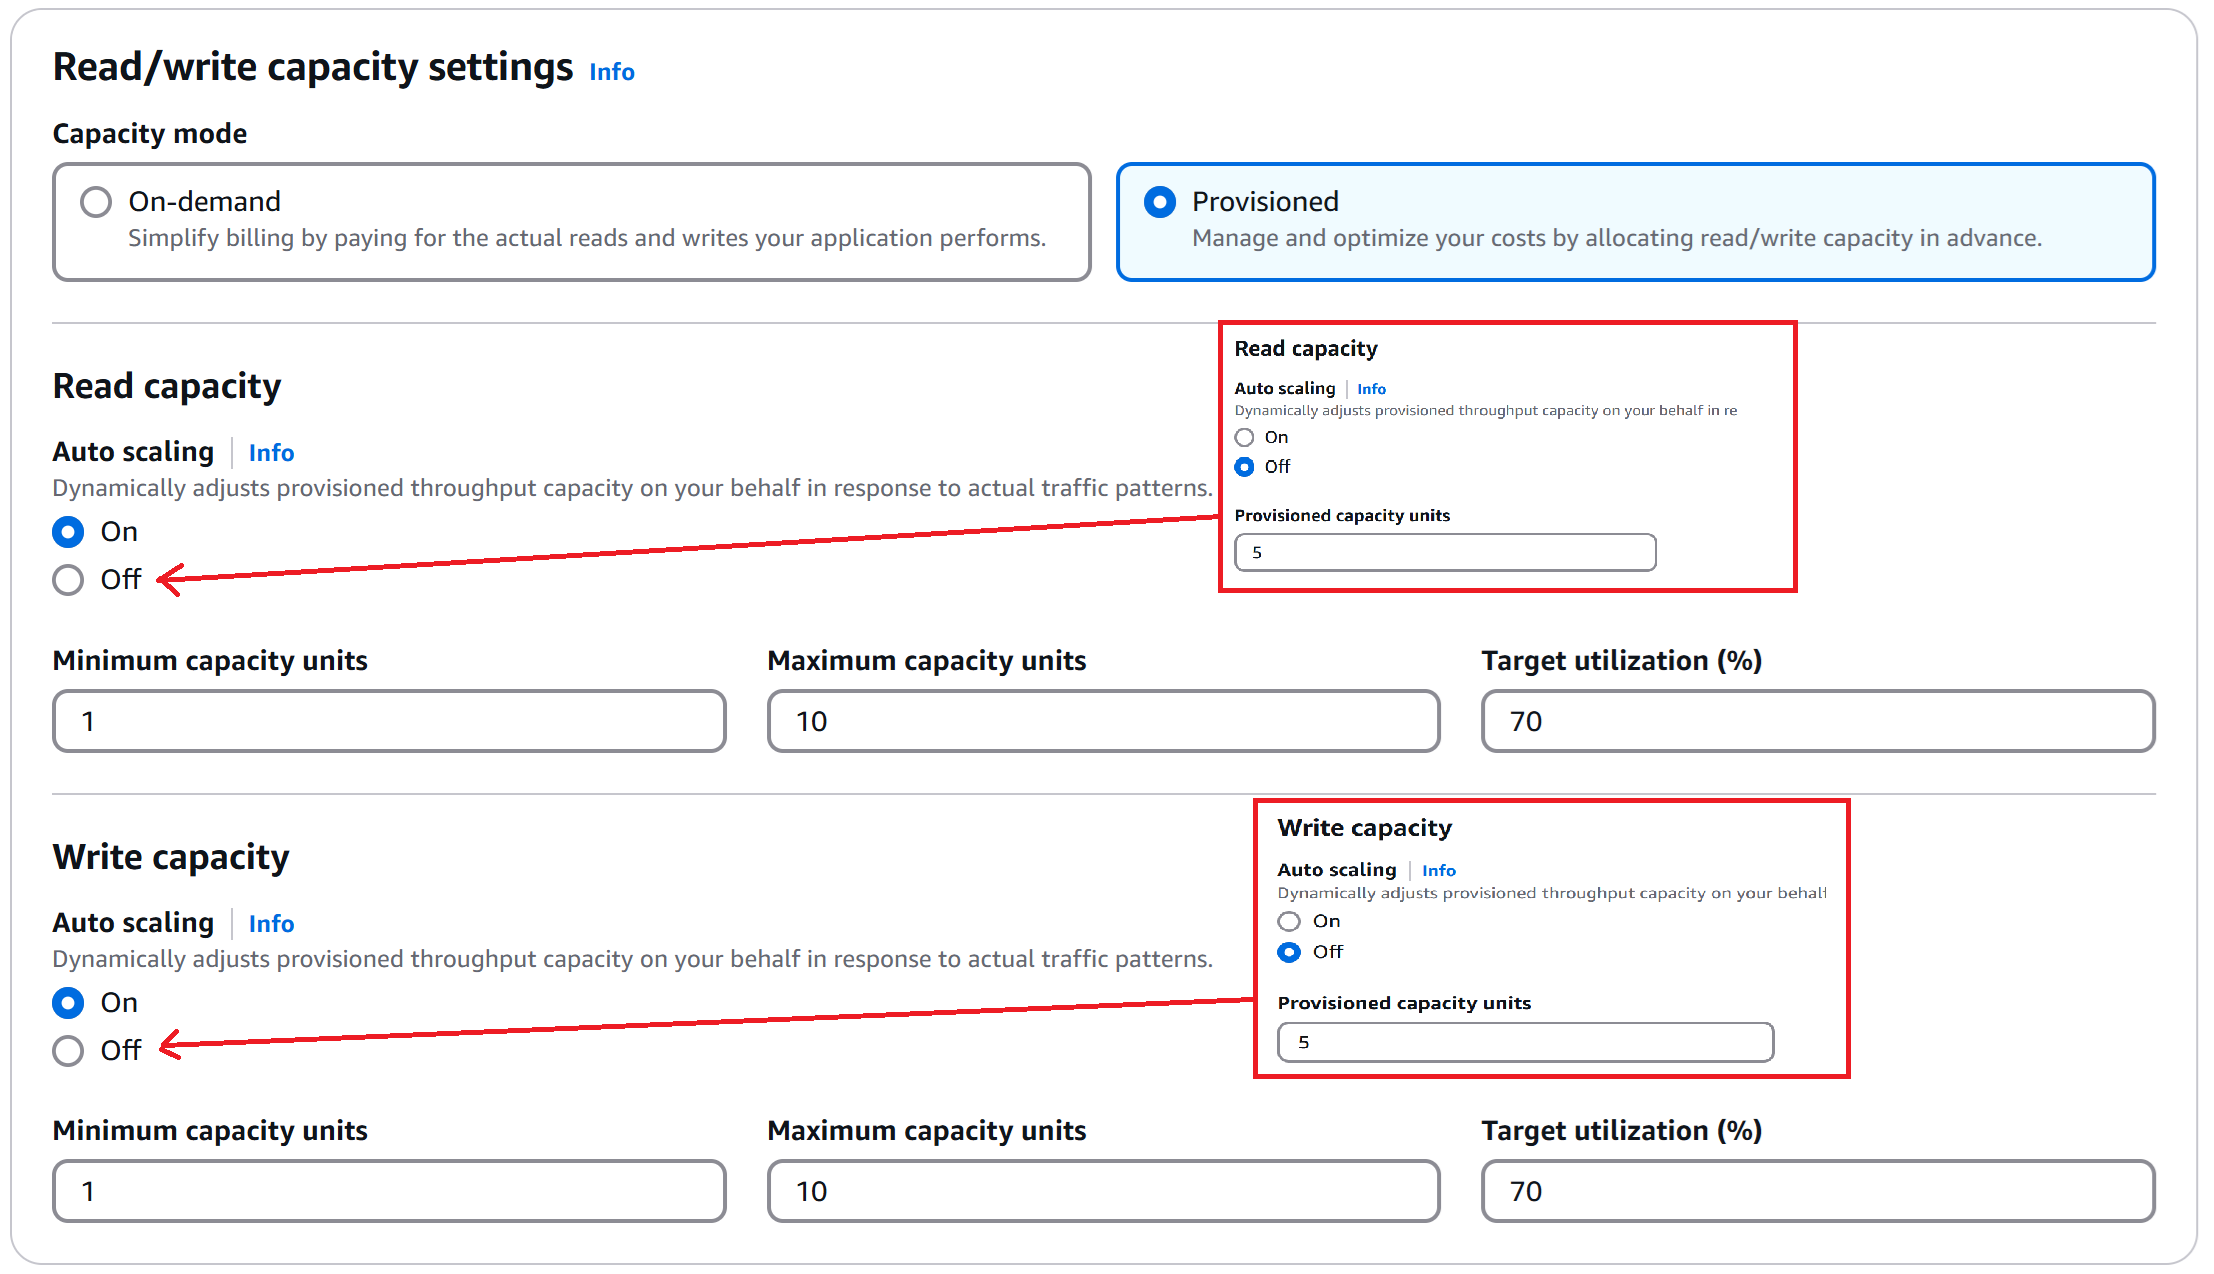 Read/write capacity settings Info
Capacity mode
On-demand
Simplify billing by paying for the actual reads and writes your application performs.
Provisioned
Manage and optimize your costs by allocating read/write capacity in advance.
Read capacity
Auto scaling Info
Dynamically adjusts provisioned throughput capacity on your behalf in response to actual traffic patterns.
On
Off
Read capacity
Auto scaling Info
Dynamically adjusts provisioned throughput capacity on your behalf in re
On
Off
Provisioned capacity units
5
Minimum capacity units
1
Maximum capacity units
10
Target utilization (%)
70
Write capacity
Auto scaling Info
Dynamically adjusts provisioned throughput capacity on your behalf in response to actual traffic patterns.
On
Off
Write capacity
Auto scaling Info
Dynamically adjusts provisioned throughput capacity on your behalf
On
Off
Provisioned capacity units
5
Minimum capacity units
1
Maximum capacity units
10
Target utilization (%)
70